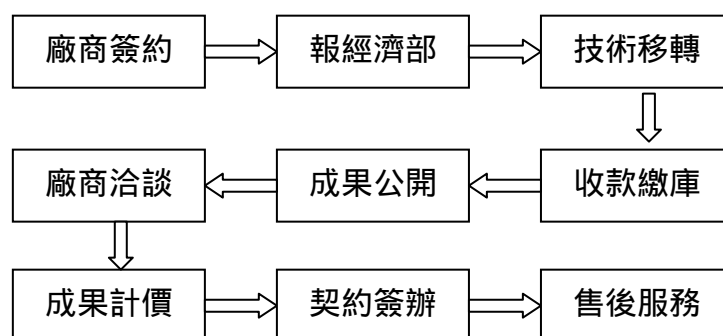 廠商簽約
報經濟部
技術移轉
收款繳庫
成果公開
廠商洽談
成果計價
契約簽辦
售後服務